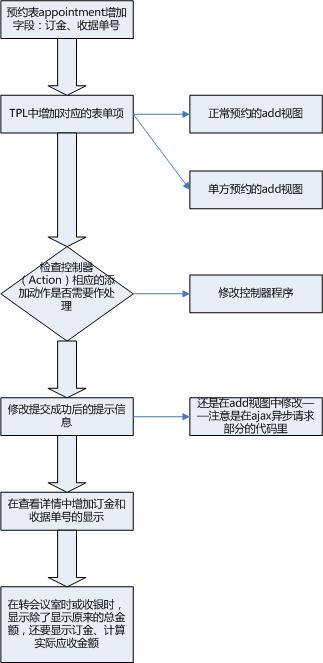 预约表appointment增加
字段：订金、收据单号
TPL中增加对应的表单项
正常预约的add视图
单方预约的add视图
检查控制器
（Action）相应的添
加动作是否需要作处
理
修改控制器程序
修改提交成功后的提示信
息
还是在add视图中修改—
—注意是在ajax异步请求
部分的代码里
在查看详情中增加订金和
收据单号的显示
在转会议室时或收银时，
显示除了显示原来的总金
额，还要显示订金、计算
实际应收金额